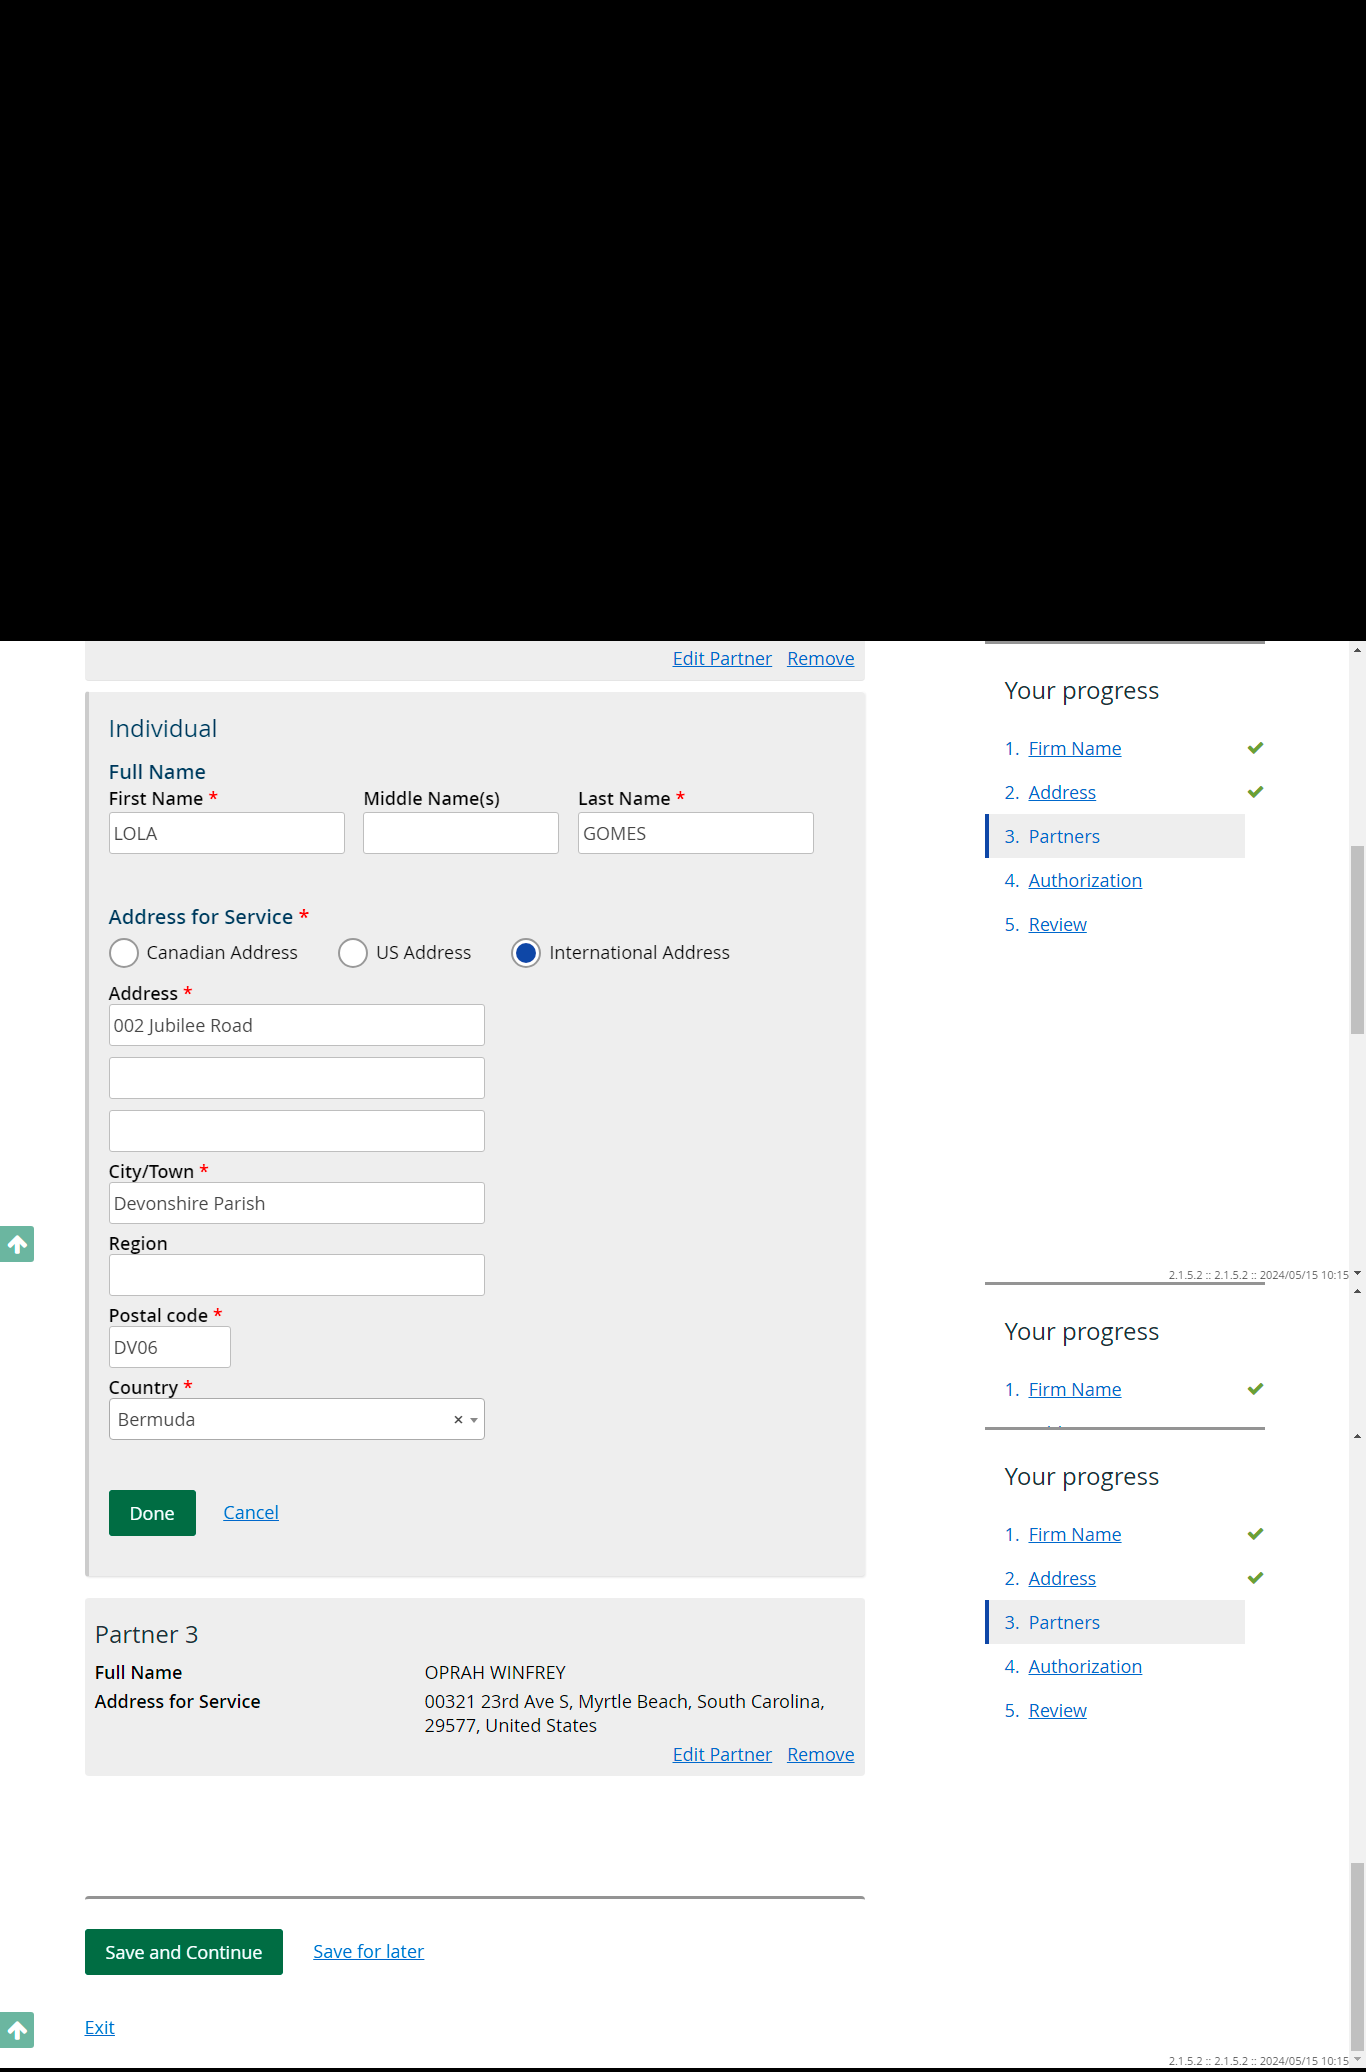 Edit Partner Remove
Individual
Full Name
First Name * Middle Name(s) Last Name *
LOLA GOMES
Address for Service *
Canadian Address US Address International Address
Address *
002 Jubilee Road
City/Town *
Devonshire Parish
Region
Postal code *
DV06
Country *
Bermuda × 
Done Cancel
Partner 3
Full Name OPRAH WINFREY
Address for Service 00321 23rd Ave S, Myrtle Beach, South Carolina,
29577, United States
Edit Partner Remove
Save and Continue Save for later
Exit
Your progress
1. Firm Name
2. Address
3. Partners
4. Authorization
5. Review
2.1.5.2 :: 2.1.5.2 :: 2024/05/15 10:15
Your progress
1. Firm Name
Your progress
1. Firm Name
2. Address
3. Partners
4. Authorization
5. Review
2.1.5.2 :: 2.1.5.2 :: 2024/05/15 10:15